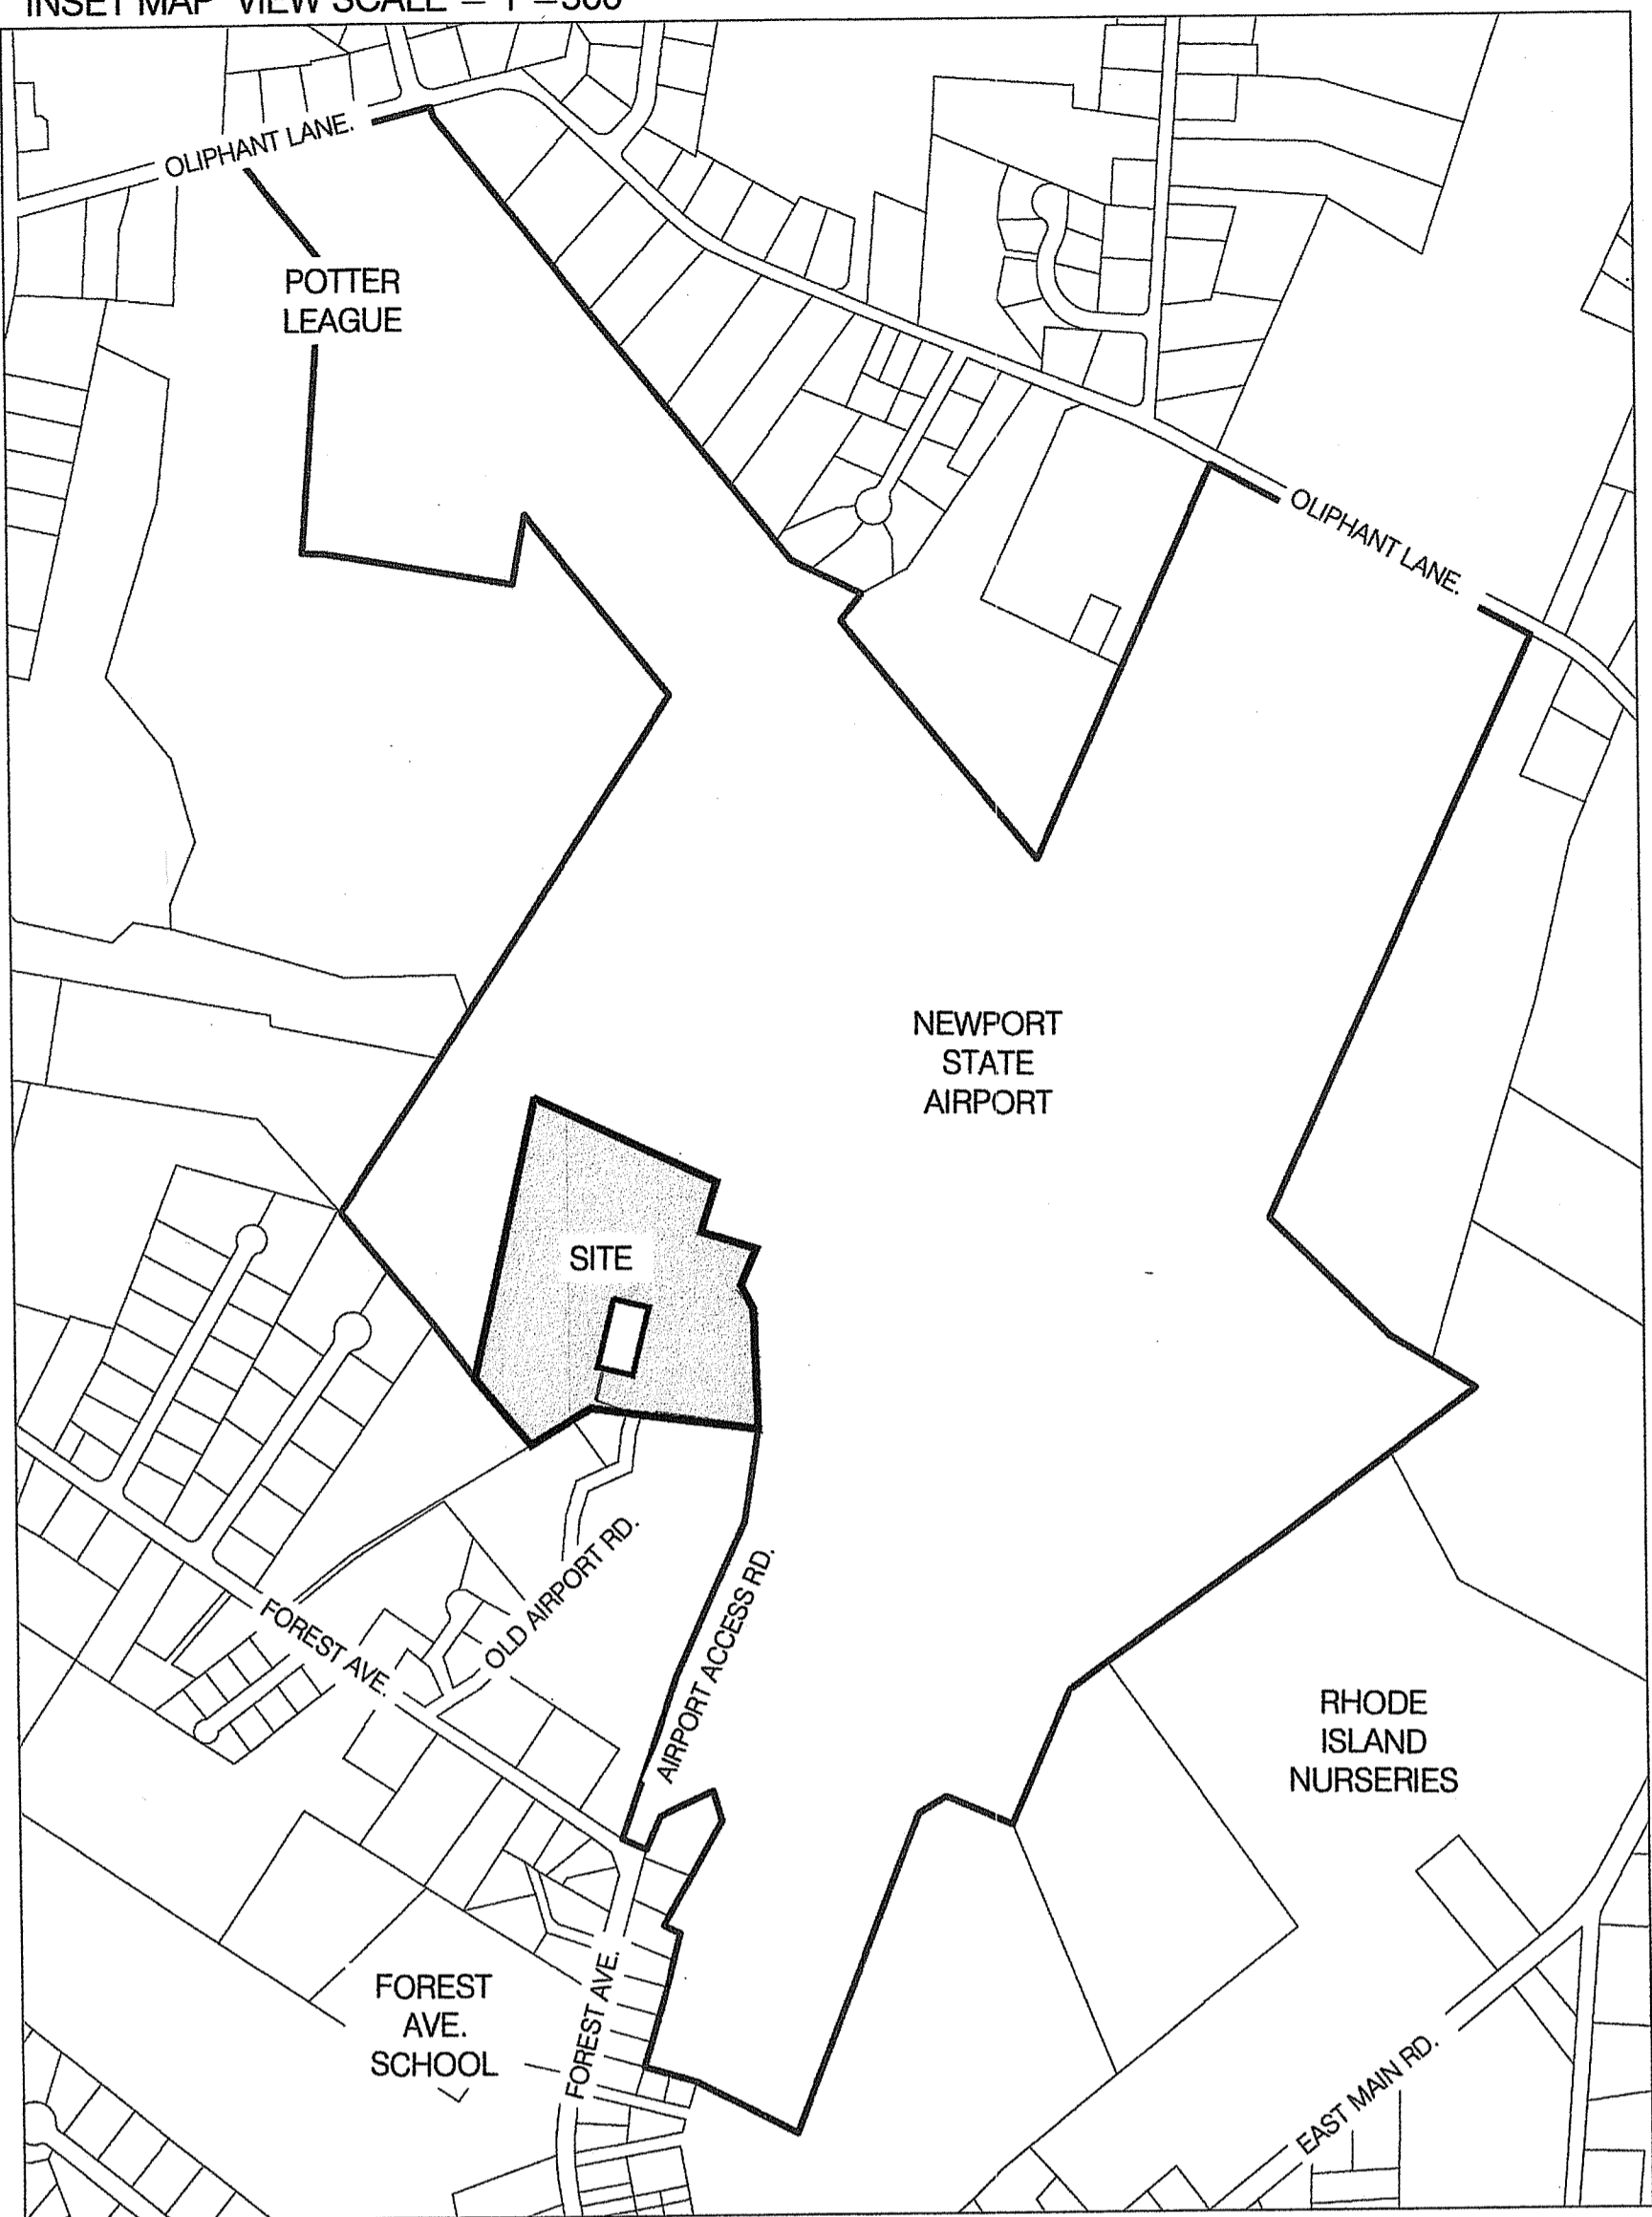 INSET MAP VIEW SCALE = 1"=300'
OLIPHANT LANE.
POTTER
LEAGUE
OLIPHANT LANE.
NEWPORT
STATE
AIRPORT
SITE
OLD AIRPORT RD.
AIRPORT ACCESS RD.
FOREST AVE.
RHODE
ISLAND
NURSERIES
FOREST
AVE.
SCHOOL
FOREST AVE.
EAST MAIN RD.